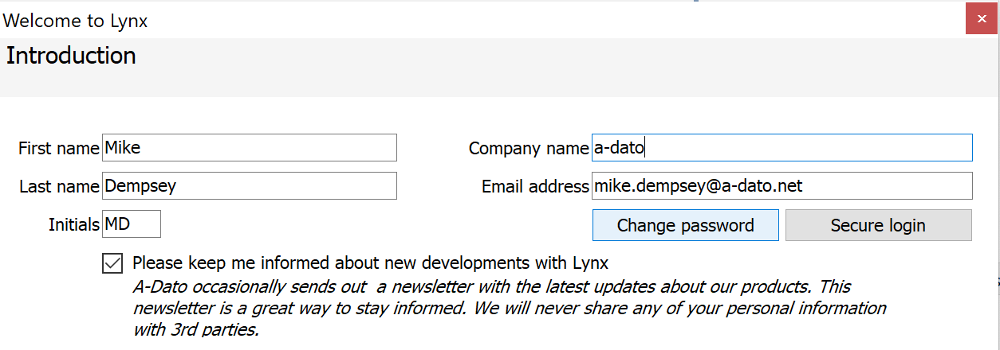 Welcome to Lynx
Introduction
First name Mike
Company name a-dato
Last name Dempsey
Email address mike.dempsey@a-dato.net
Initials MD
Change password Secure login
Please keep me informed about new developments with Lynx
A-Dato occasionally sends out  a newsletter with the latest updates about our products. This
newsletter is a great way to stay informed. We will never share any of your personal information
with 3rd parties.